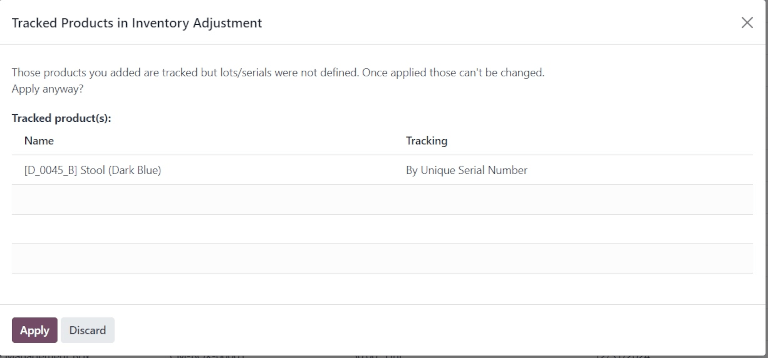 Tracked Products in Inventory Adjustment
Those products you added are tracked but lots/serials were not defined. Once applied those can't be changed.
Apply anyway?
Tracked product(s):
Name Tracking
[D_0045_B] Stool (Dark Blue) By Unique Serial Number
Apply Discard